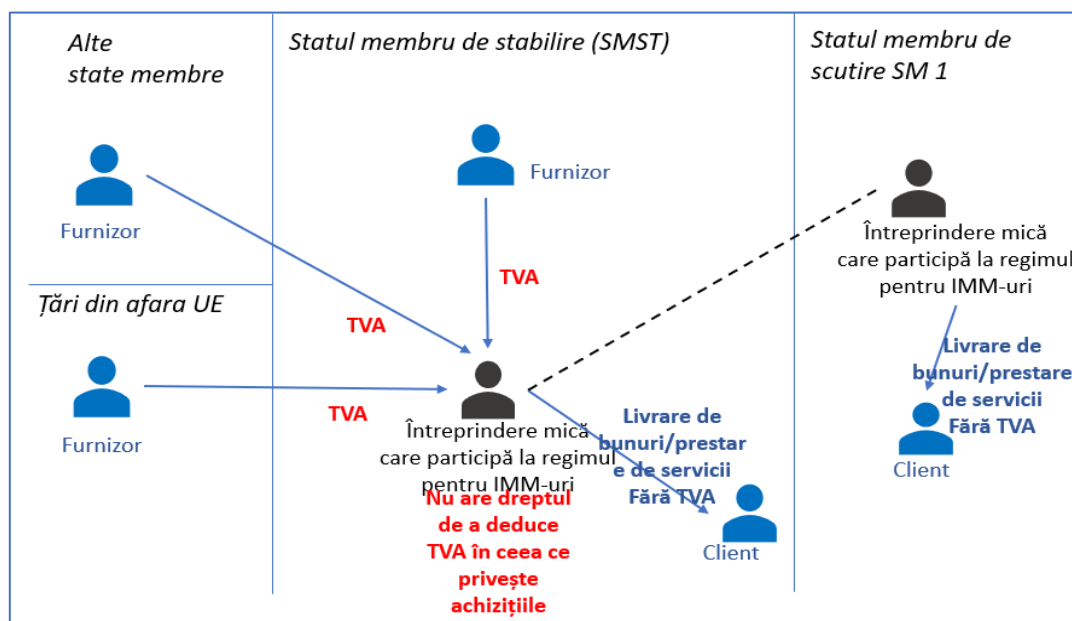 Alte
state membre
Furnizor
Țări din afara UE
Furnizor
Statul membru de stabilire (SMST)
Furnizor
TVA
TVA
TVA
Întreprindere mică
care participă la regimul
pentru IMM-uri
Nu are dreptul
de a deduce
TVA în ceea ce
privește
achizițiile
Livrare de
bunuri/prestar
e de servicii
Fără TVA
Client
Statul membru de
scutire SM 1
Întreprindere mică
care participă la regimul
pentru IMM-uri
Livrare de
bunuri/prestare
de servicii
Fără TVA
Client